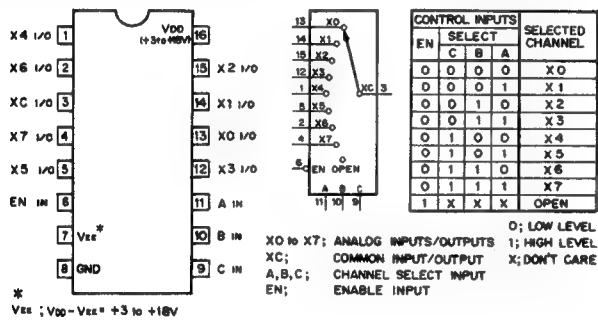 X4 I/O 1
X6 I/O 2
XC I/O 3
X7 I/O 4
X5 I/O 5
EN IN 6
7 VEE*
8 GND
VDD 16
(+3 to +18V)
15 X2 I/O
14 X1 I/O
13 X0 I/O
12 X3 I/O
11 A IN
10 B IN
9 C IN
*
VEE ; VDD-VEE= +3 to +18V
13 X0
14 X1
15 X2
12 X3
1 X4
5 X5
2 X6
4 X7
XC 3
6 EN OPEN
A B C
11 10 9
CONTROL INPUTS SELECTED CHANNEL
EN SELECT
C B A
0 0 0 0 X0
0 0 0 1 X1
0 0 1 0 X2
0 0 1 1 X3
0 1 0 0 X4
0 1 0 1 X5
0 1 1 0 X6
0 1 1 1 X7
1 X X X OPEN
0; LOW LEVEL
1; HIGH LEVEL
X; DON'T CARE
X0 to X7; ANALOG INPUTS/OUTPUTS
XC; COMMON INPUT/OUTPUT
A,B,C; CHANNEL SELECT INPUT
EN; ENABLE INPUT